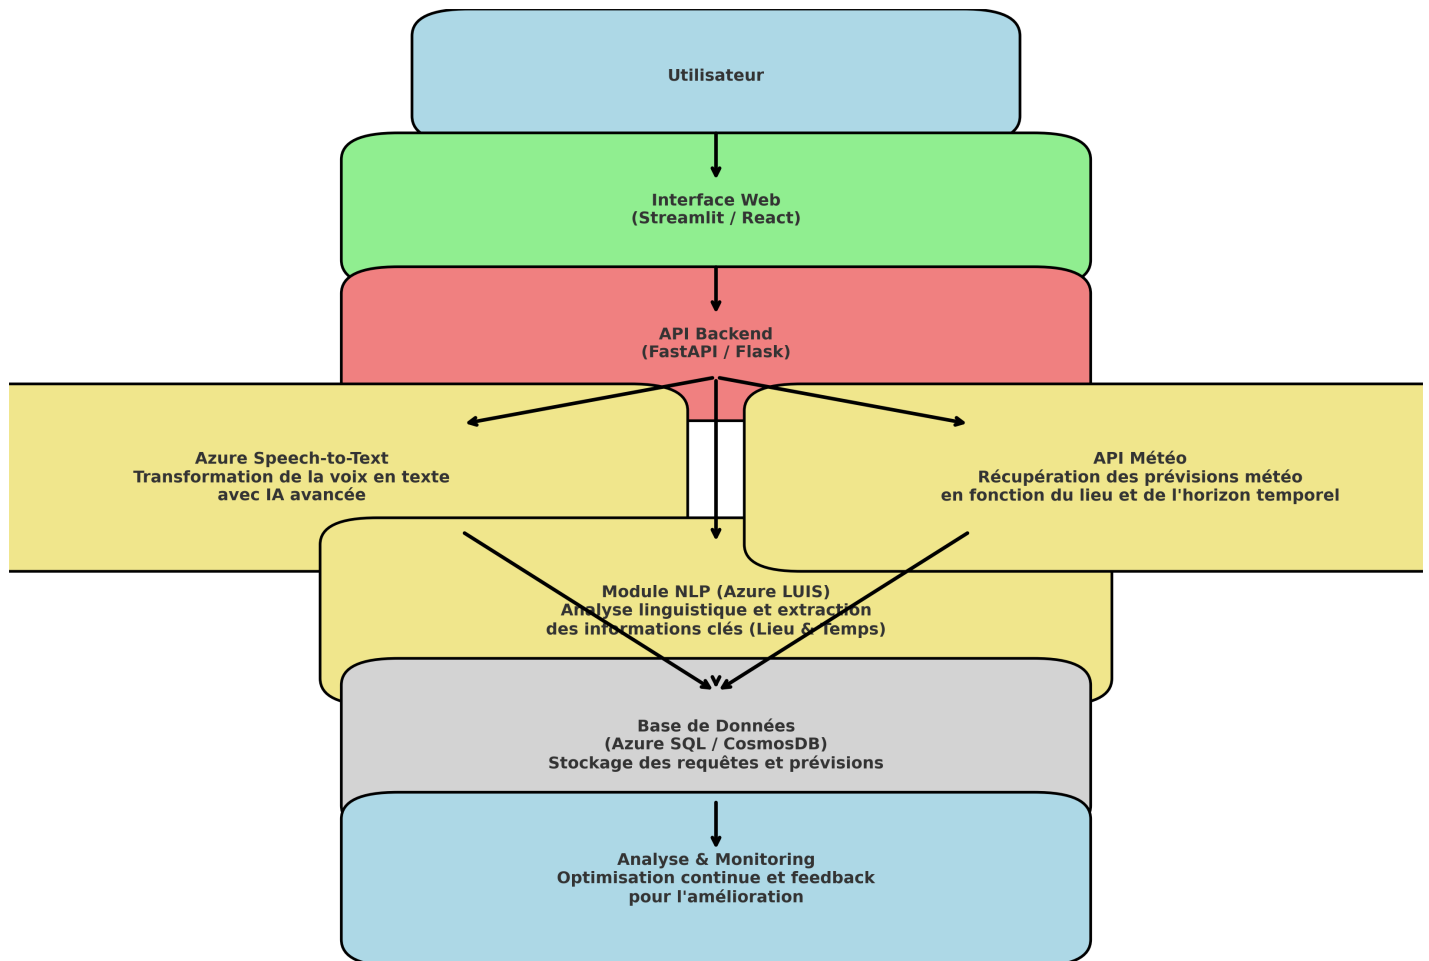 Utilisateur
Interface Web
(Streamlit / React)
API Backend
(FastAPI / Flask)
Azure Speech-to-Text
Transformation de la voix en texte
avec IA avancée
API Météo
Récupération des prévisions météo
en fonction du lieu et de l'horizon temporel
Module NLP (Azure LUIS)
Analyse linguistique et extraction
des informations clés (Lieu & Temps)
Base de Données
(Azure SQL / CosmosDB)
Stockage des requêtes et prévisions
Analyse & Monitoring
Optimisation continue et feedback
pour l'amélioration